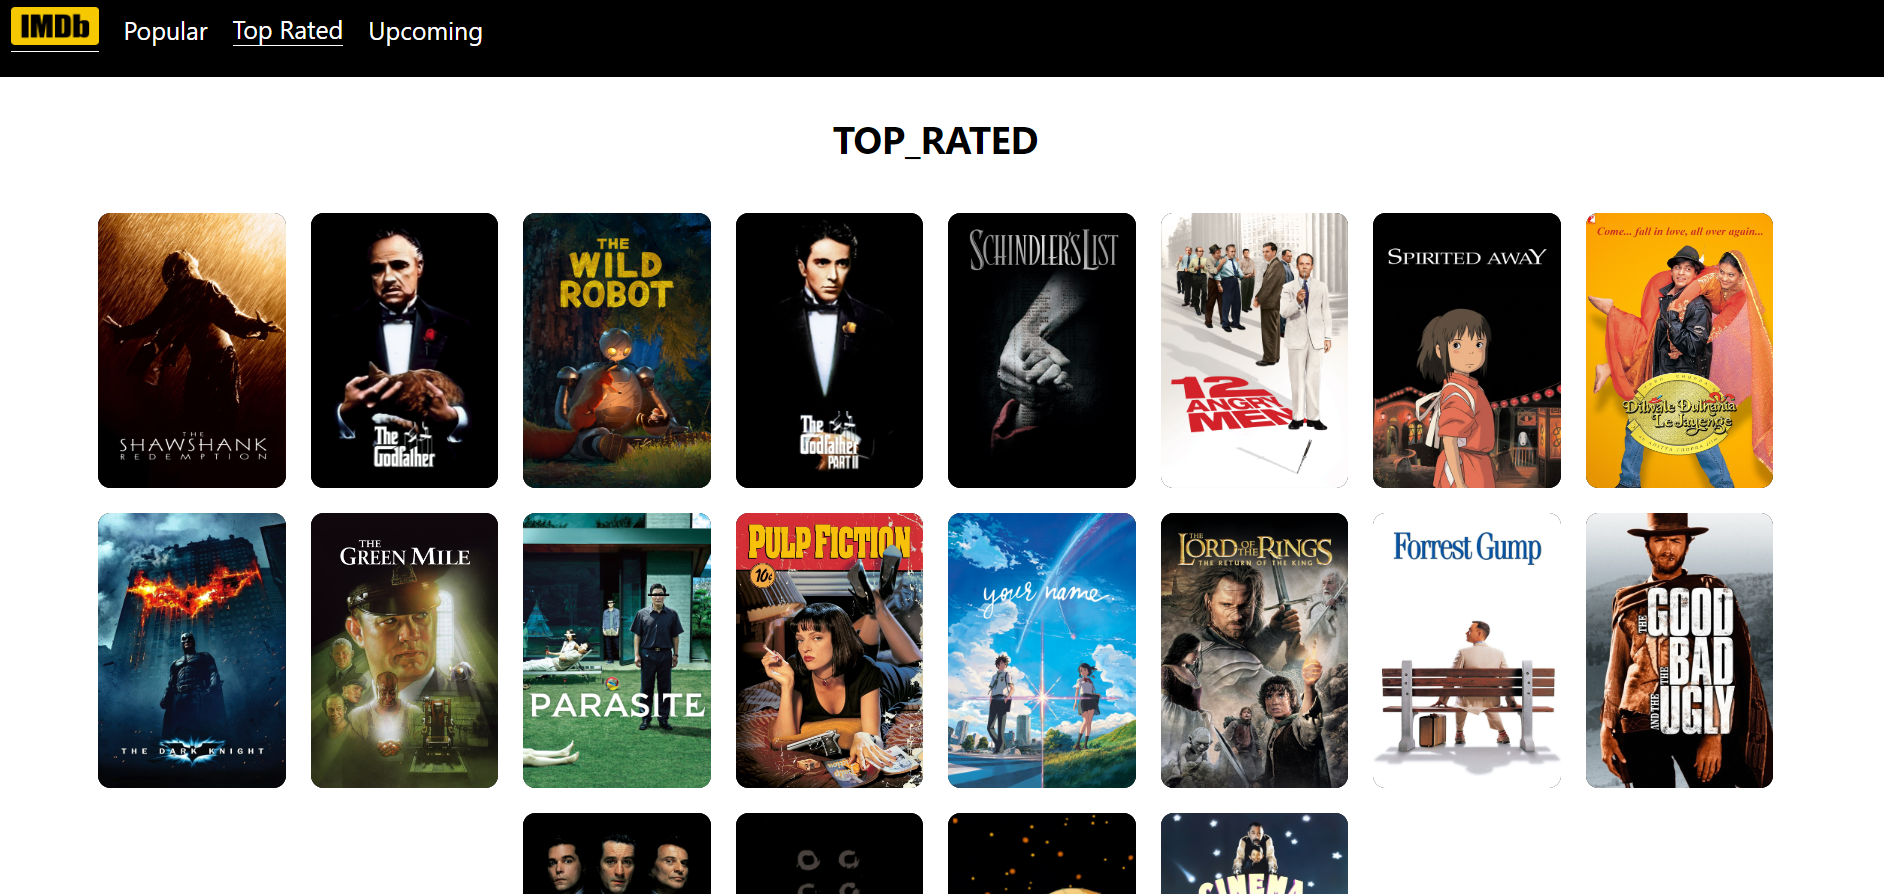 IMDb Popular Top Rated Upcoming
TOP_RATED
THE
SHAWSHANK
REDEMPTION
The
Godfather
THE
WILD
ROBOT
The
Godfather
PART II
SCHINDLER'S LIST
12
ANGRY
MEN
SPIRITED AWAY
Come... fall in love, all over again...
Dilwale Dulhania
Le Jayenge
THE DARK KNIGHT
THE
GREEN MILE
PARASITE
PULP FICTION
10¢
your name.
THE LORD OF THE RINGS
THE RETURN OF THE KING
Forrest Gump
THE GOOD
THE BAD
AND THE UGLY
CINEMA